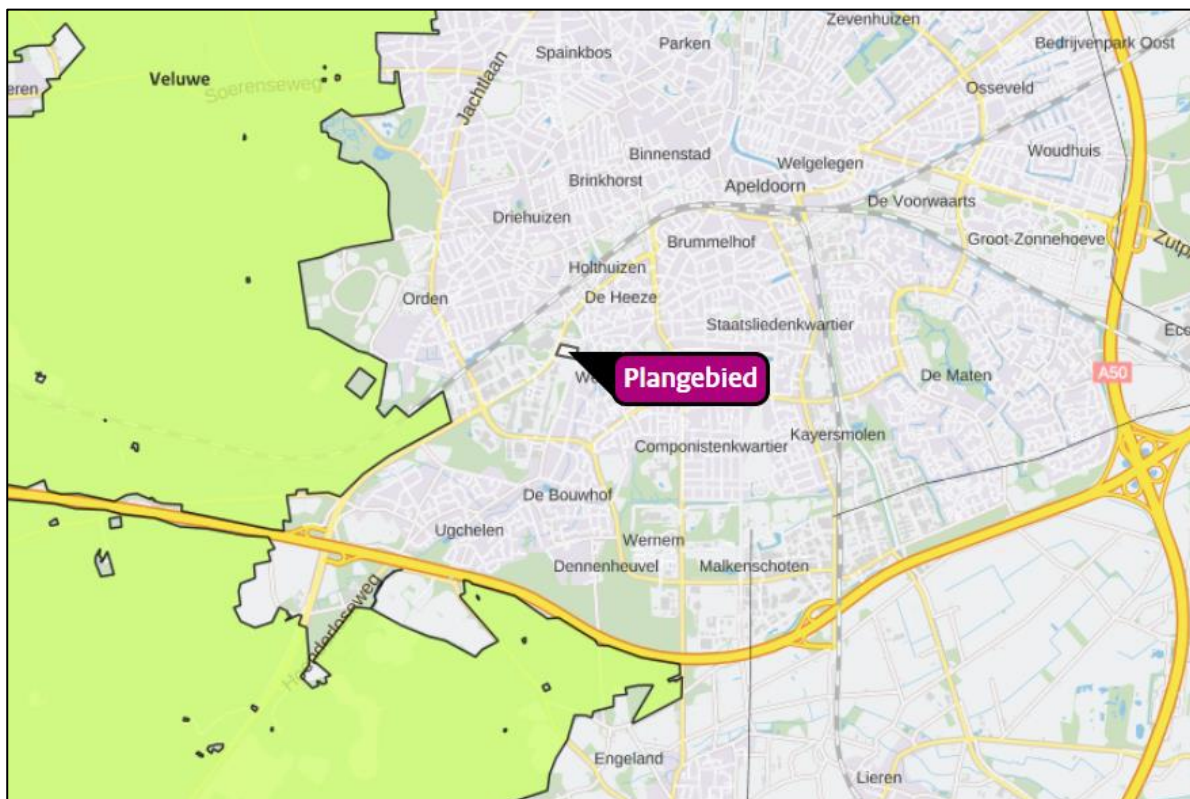 Zevenhuizen
Bedrijvenpark Oost
Spainkbos
Parken
Veluwe
Soerenseweg
eren
Osseveld
Jachtlaan
Binnenstad
Welgelegen
Woudhuis
Brinkhorst
Apeldoorn
De Voorwaarts
Driehuizen
Groot-Zonnehoeve
Zutp
Brummelhof
Holthuizen
Orden
De Heeze
Staatsliedenkwartier
Eco
We
Plangebied
De Maten
A50
Componistenkwartier
Kayersmolen
De Bouwhof
Ugchelen
Wernem
Dennenheuvel
Malkenschoten
Engeland
Lieren